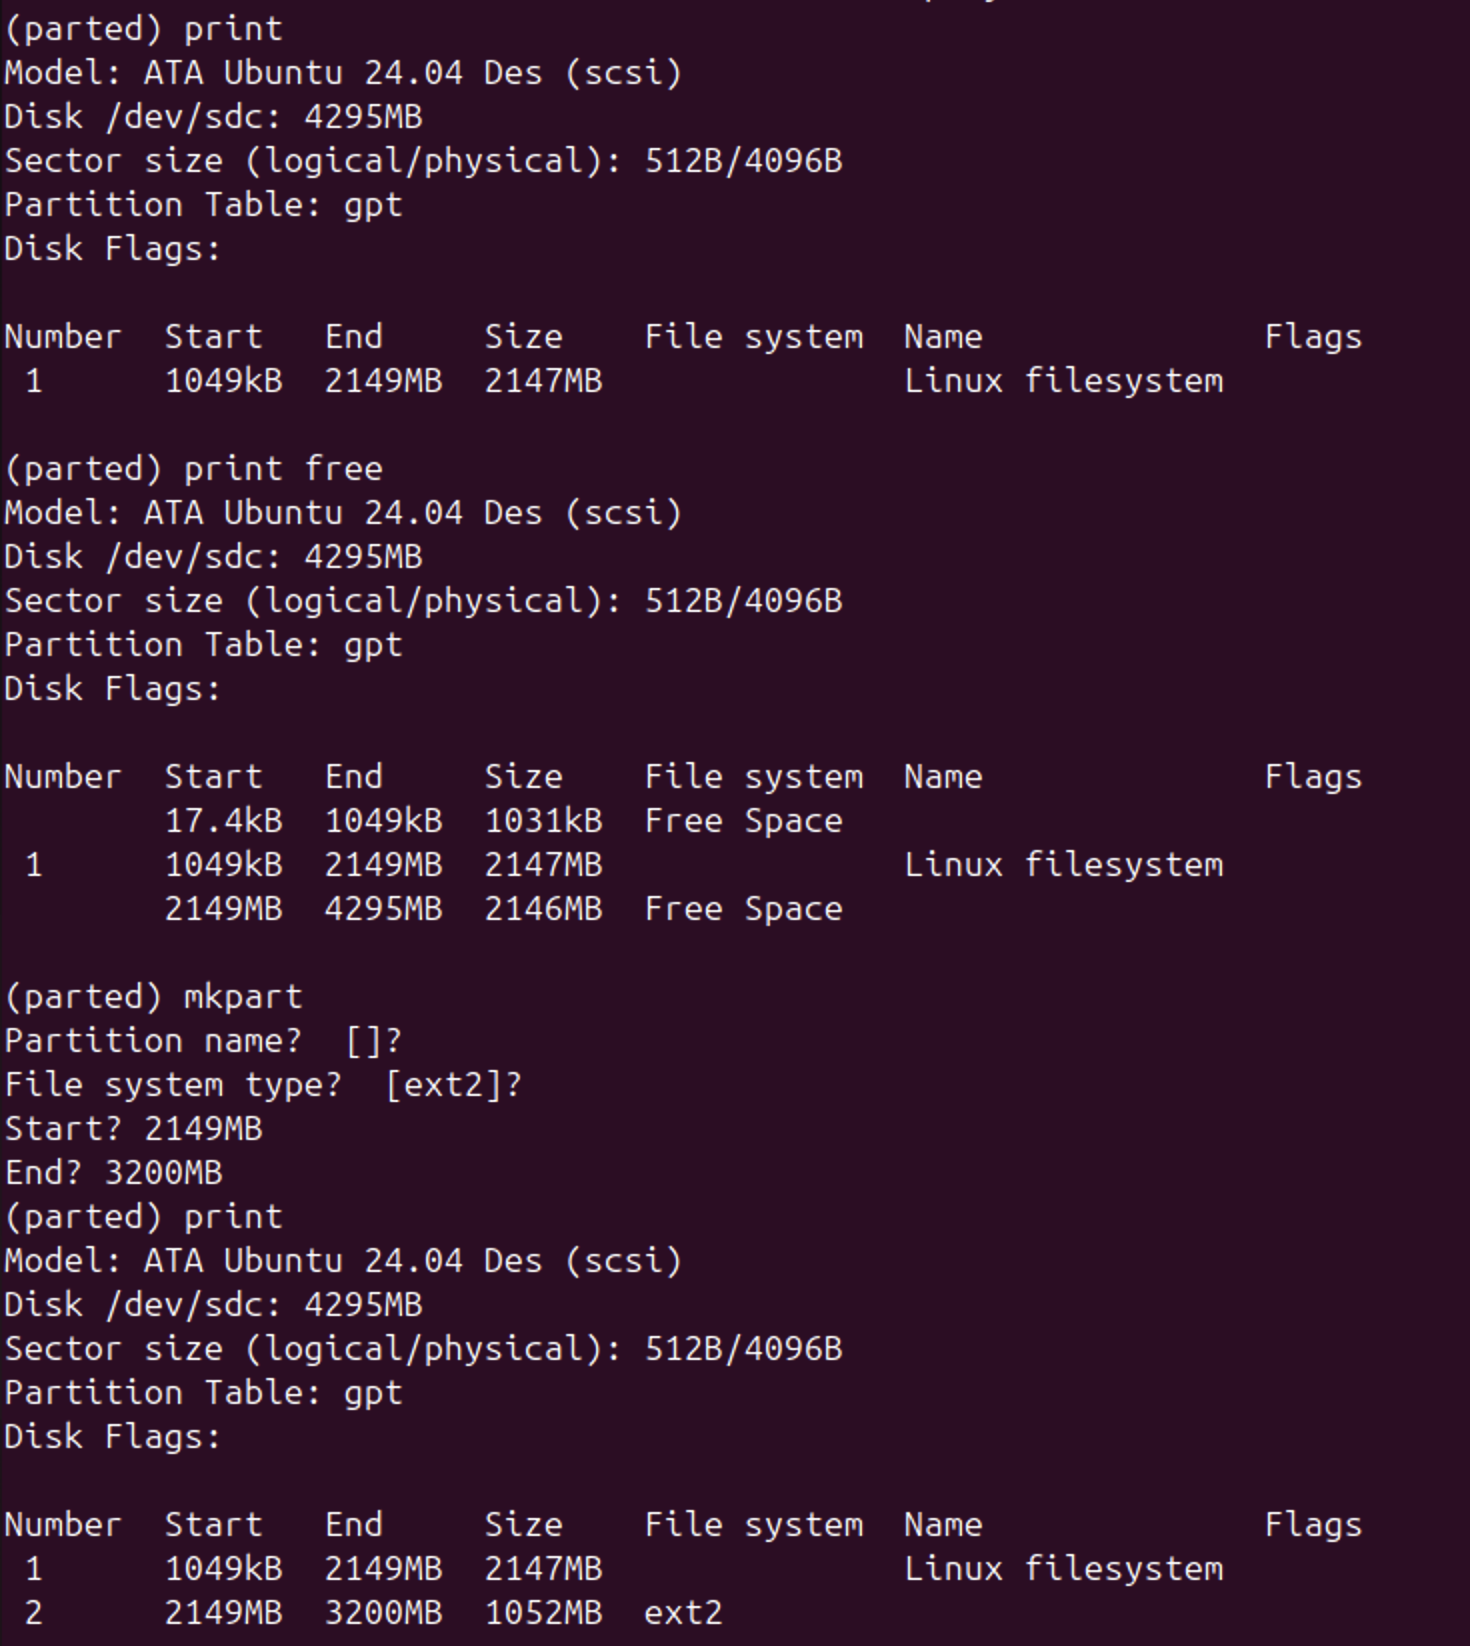 (parted) print
Model: ATA Ubuntu 24.04 Des (scsi)
Disk /dev/sdc: 4295MB
Sector size (logical/physical): 512B/4096B
Partition Table: gpt
Disk Flags:

Number  Start   End     Size    File system  Name              Flags
 1      1049kB  2149MB  2147MB               Linux filesystem

(parted) print free
Model: ATA Ubuntu 24.04 Des (scsi)
Disk /dev/sdc: 4295MB
Sector size (logical/physical): 512B/4096B
Partition Table: gpt
Disk Flags:

Number  Start   End     Size    File system  Name              Flags
        17.4kB  1049kB  1031kB  Free Space
 1      1049kB  2149MB  2147MB               Linux filesystem
        2149MB  4295MB  2146MB  Free Space

(parted) mkpart
Partition name?  []?
File system type?  [ext2]?
Start? 2149MB
End? 3200MB
(parted) print
Model: ATA Ubuntu 24.04 Des (scsi)
Disk /dev/sdc: 4295MB
Sector size (logical/physical): 512B/4096B
Partition Table: gpt
Disk Flags:

Number  Start   End     Size    File system  Name              Flags
 1      1049kB  2149MB  2147MB               Linux filesystem
 2      2149MB  3200MB  1052MB  ext2